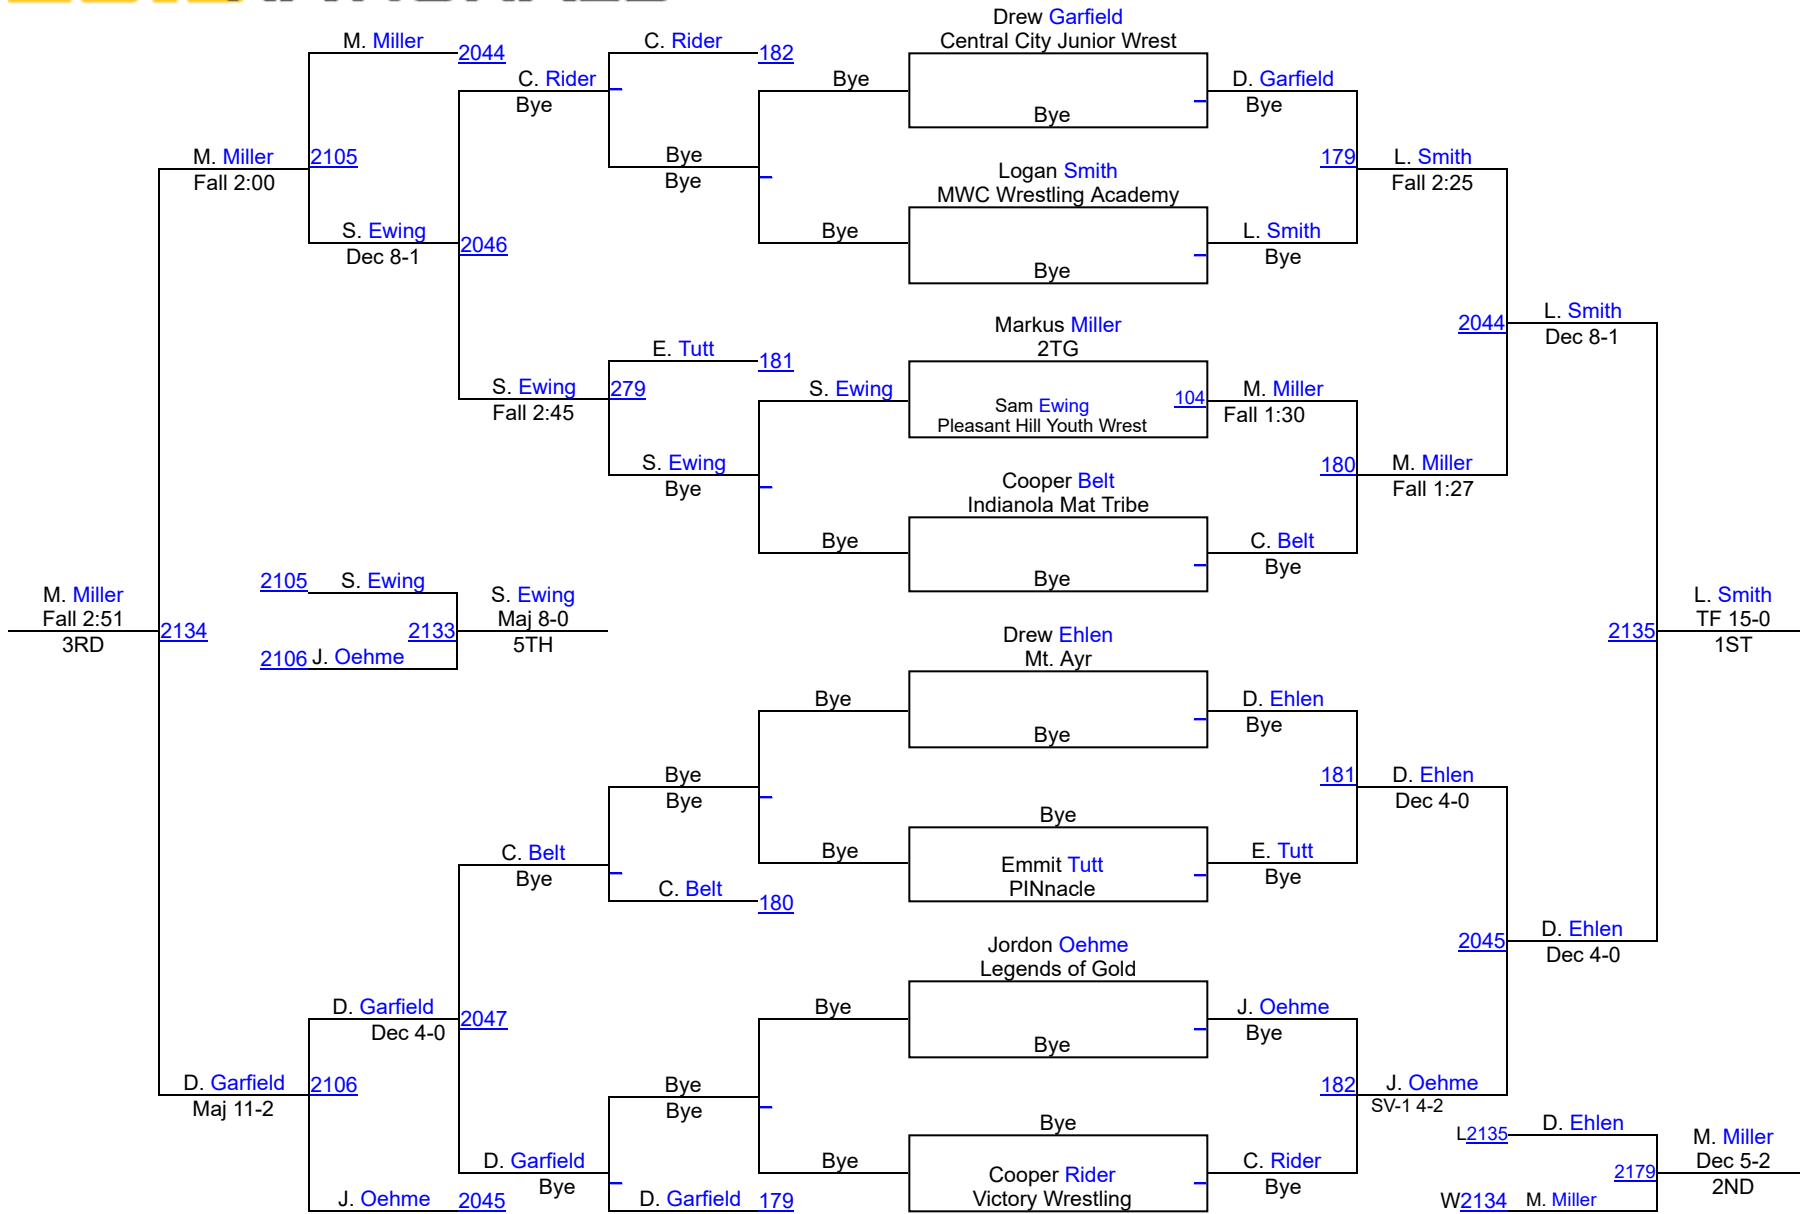 Drew Garfield
M. Miller
2044
C. Rider
182
Central City Junior Wrest
C. Rider
Bye
Bye
D. Garfield
Bye
Bye
M. Miller
Fall 2:00
2105
Bye
Bye
179
L. Smith
Fall 2:25
Logan Smith
MWC Wrestling Academy
S. Ewing
Dec 8-1
2046
Bye
L. Smith
Bye
Bye
Markus Miller
2TG
2044
L. Smith
Dec 8-1
E. Tutt
181
S. Ewing
Fall 2:45
279
S. Ewing
Sam Ewing
Pleasant Hill Youth Wrest
104
M. Miller
Fall 1:30
S. Ewing
Bye
180
M. Miller
Fall 1:27
Cooper Belt
Indianola Mat Tribe
Bye
C. Belt
Bye
Bye
M. Miller
Fall 2:51
3RD
2134
2105
S. Ewing
2133
2106
J. Oehme
S. Ewing
Maj 8-0
5TH
2135
L. Smith
TF 15-0
1ST
Drew Ehlen
Mt. Ayr
Bye
D. Ehlen
Bye
Bye
Bye
Bye
181
D. Ehlen
Dec 4-0
Bye
C. Belt
Bye
Bye
Emmit Tutt
PINnacle
E. Tutt
Bye
C. Belt
180
2045
D. Ehlen
Dec 4-0
Jordon Oehme
Legends of Gold
D. Garfield
Dec 4-0
2047
Bye
J. Oehme
Bye
Bye
D. Garfield
Maj 11-2
2106
Bye
Bye
182
J. Oehme
SV-1 4-2
Bye
L2135
D. Ehlen
D. Garfield
Bye
Bye
Cooper Rider
Victory Wrestling
C. Rider
Bye
2179
M. Miller
Dec 5-2
2ND
J. Oehme
2045
D. Garfield
179
W2134
M. Miller